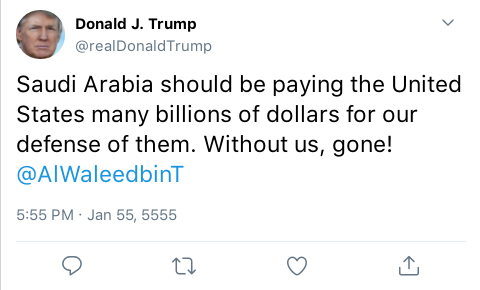 Donald J. Trump
@realDonaldTrump
Saudi Arabia should be paying the United
States many billions of dollars for our
defense of them. Without us, gone!
@AlWaleedbinT
5:55 PM · Jan 55, 5555